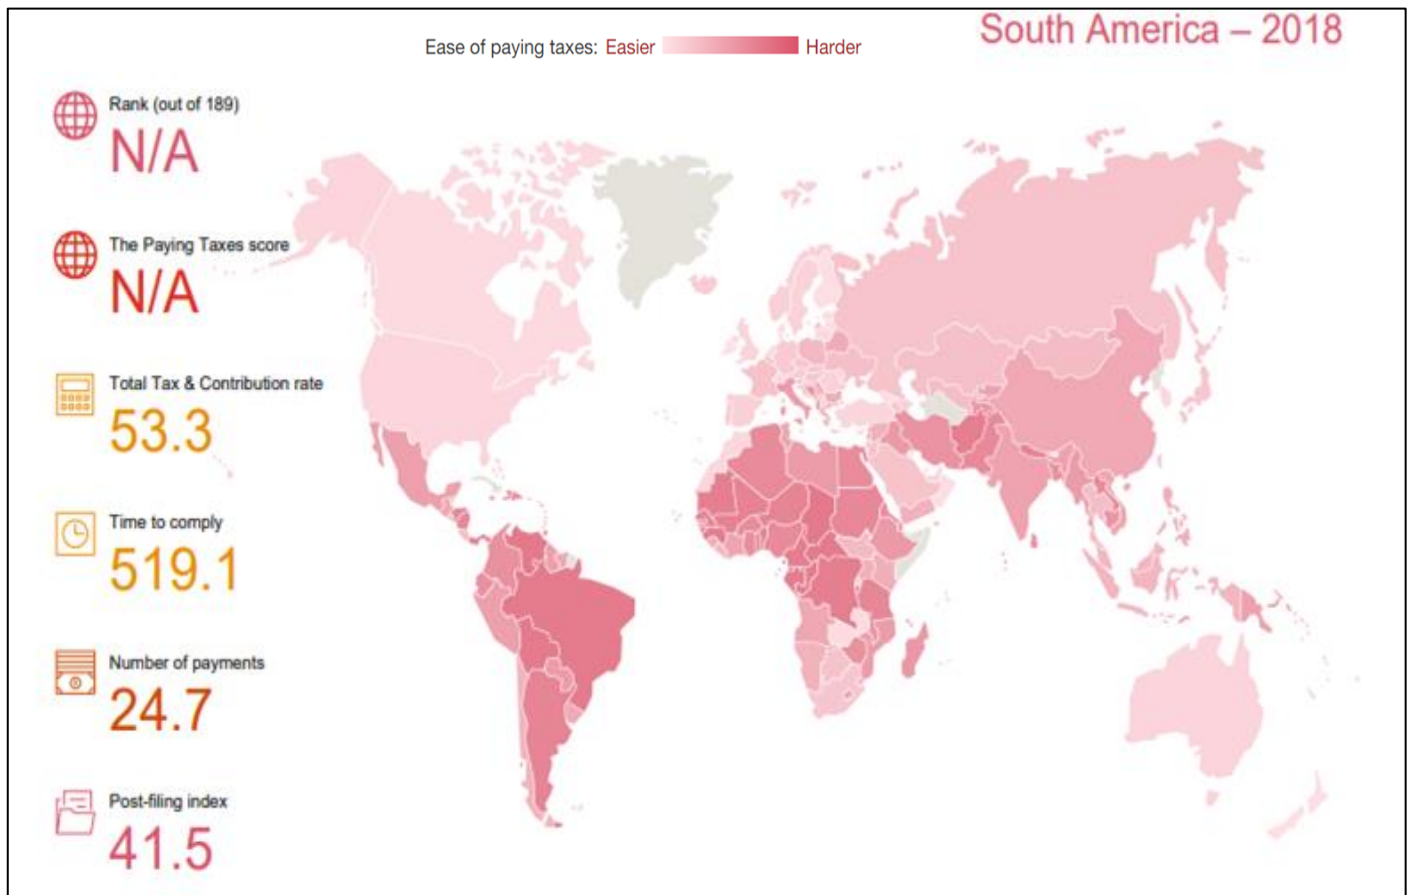 South America – 2018
Ease of paying taxes: Easier Harder
Rank (out of 189)
N/A
The Paying Taxes score
N/A
Total Tax & Contribution rate
53.3
Time to comply
519.1
Number of payments
24.7
Post-filing index
41.5